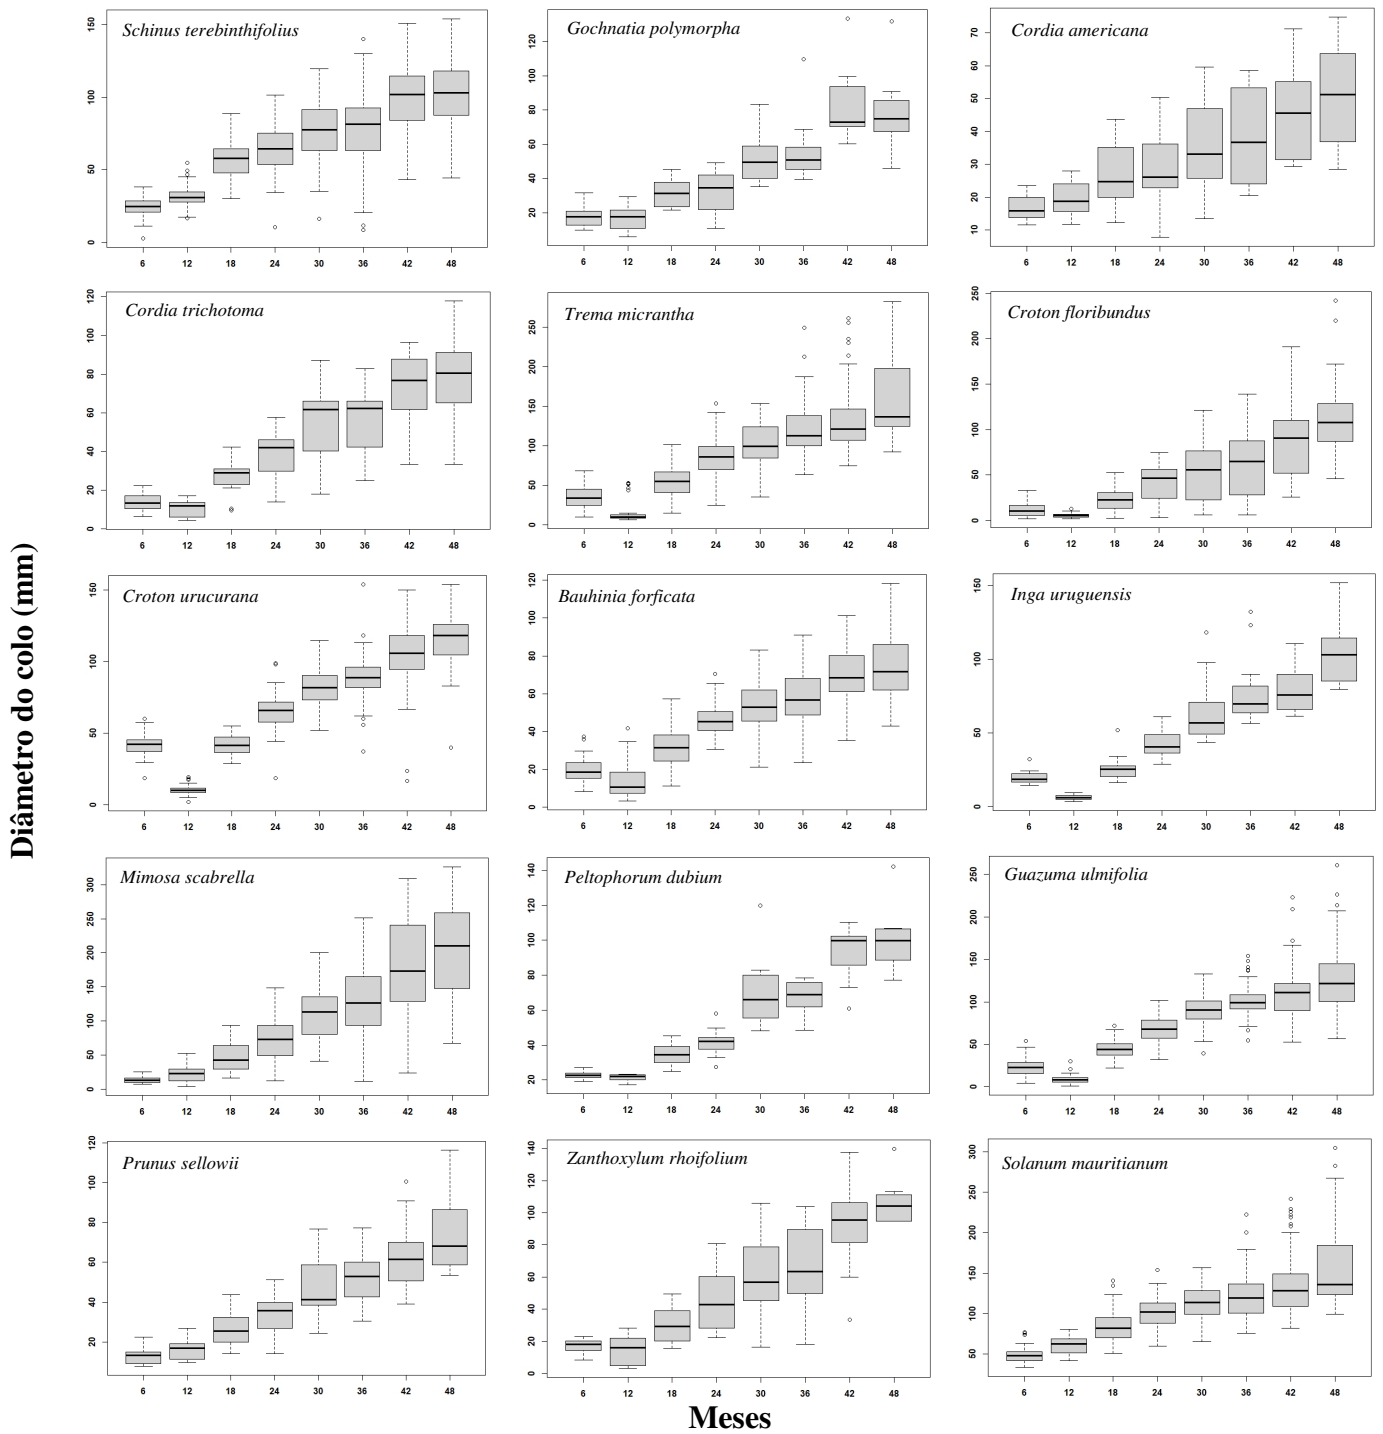 Diâmetro do colo (mm)
Schinus terebinthifolius
150
100
50
0
6 12 18 24 30 36 42 48
Gochnatia polymorpha
120
100
80
60
40
20
6 12 18 24 30 36 42 48
Cordia americana
70
60
50
40
30
20
10
6 12 18 24 30 36 42 48
Cordia trichotoma
120
100
80
60
40
20
0
6 12 18 24 30 36 42 48
Trema micrantha
250
200
150
100
50
0
6 12 18 24 30 36 42 48
Croton floribundus
250
200
150
100
50
0
6 12 18 24 30 36 42 48
Croton urucurana
150
100
50
0
6 12 18 24 30 36 42 48
Bauhinia forficata
120
100
80
60
40
20
0
6 12 18 24 30 36 42 48
Inga uruguensis
150
100
50
0
6 12 18 24 30 36 42 48
Mimosa scabrella
300
250
200
150
100
50
0
6 12 18 24 30 36 42 48
Peltophorum dubium
140
120
100
80
60
40
20
6 12 18 24 30 36 42 48
Guazuma ulmifolia
250
200
150
100
50
0
6 12 18 24 30 36 42 48
Prunus sellowii
120
100
80
60
40
20
6 12 18 24 30 36 42 48
Zanthoxylum rhoifolium
140
120
100
80
60
40
20
0
6 12 18 24 30 36 42 48
Solanum mauritianum
300
250
200
150
100
50
6 12 18 24 30 36 42 48
Meses